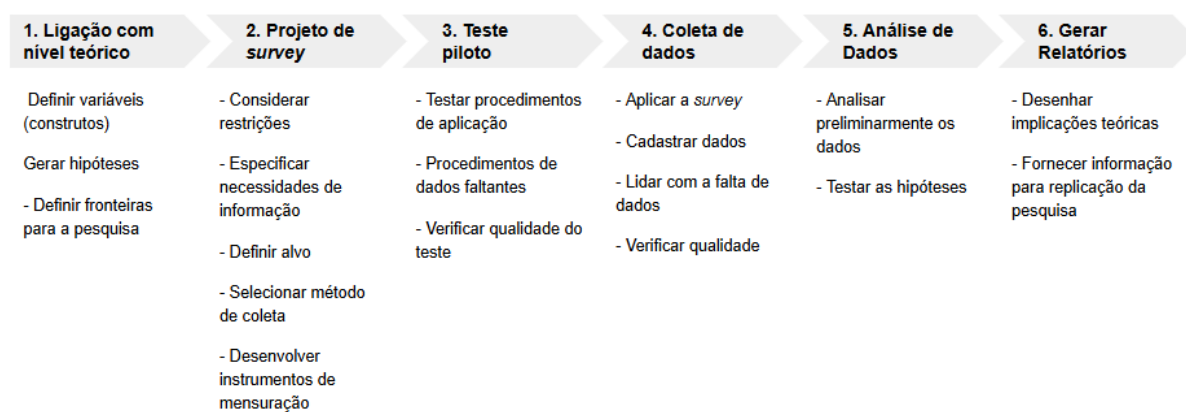 1. Ligação com
nível teórico
2. Projeto de
survey
3. Teste
piloto
4. Coleta de
dados
5. Análise de
Dados
6. Gerar
Relatórios
Definir variáveis
(construtos)
Gerar hipóteses
- Definir fronteiras
para a pesquisa
- Considerar
restrições
- Especificar
necessidades de
informação
- Definir alvo
- Selecionar método
de coleta
- Desenvolver
instrumentos de
mensuração
- Testar procedimentos
de aplicação
- Procedimentos de
dados faltantes
- Verificar qualidade do
teste
- Aplicar a survey
- Cadastrar dados
- Lidar com a falta de
dados
- Verificar qualidade
- Analisar
preliminarmente os
dados
- Testar as hipóteses
- Desenhar
implicações teóricas
- Fornecer informação
para replicação da
pesquisa